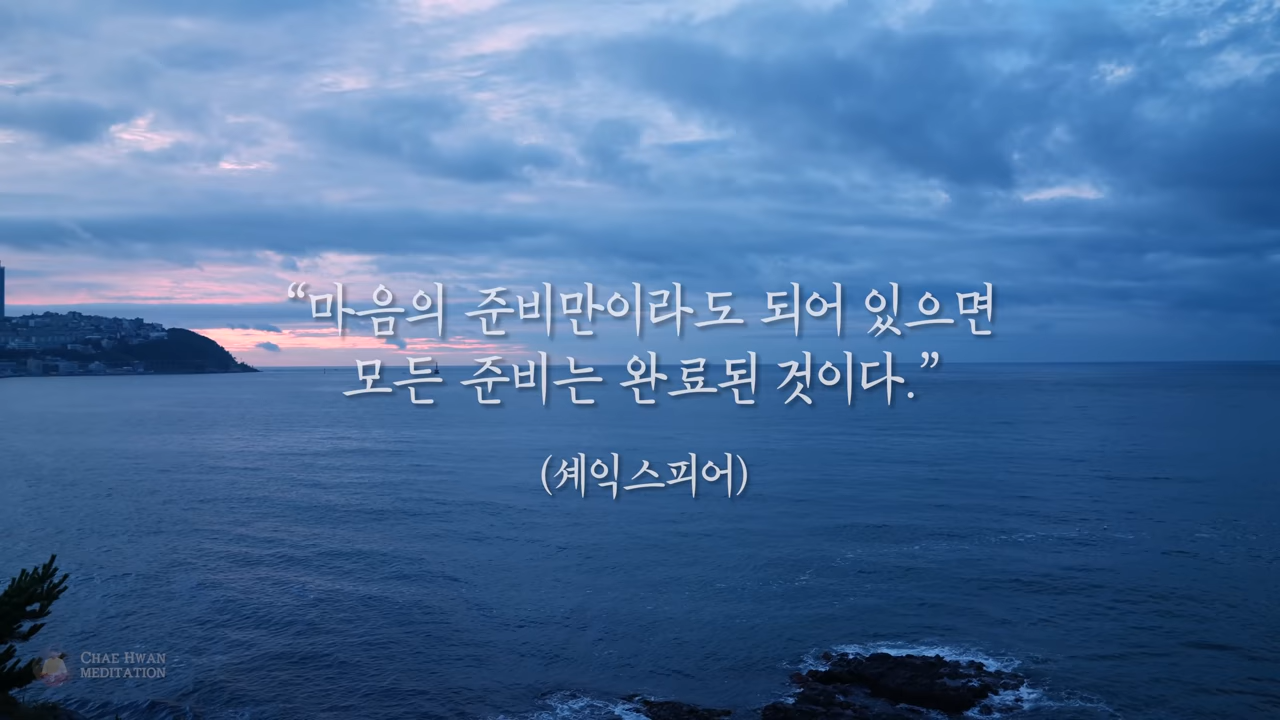 “마음의 준비만이라도 되어 있으면
모든 준비는 완료된 것이다.”
(셰익스피어)
CHAE HWAN
MEDITATION